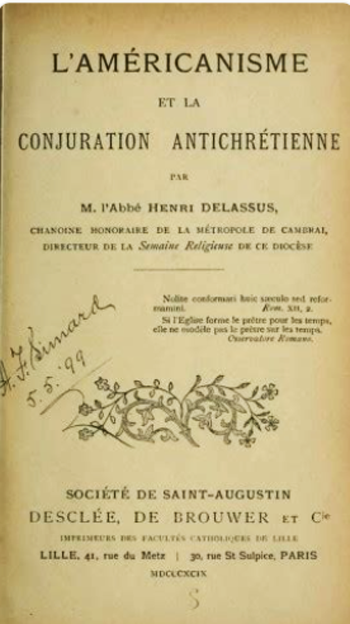 L'AMÉRICANISME
ET LA
CONJURATION ANTICHRÉTIENNE
PAR
M. l'Abbé HENRI DELASSUS,
CHANOINE HONORAIRE DE LA MÉTROPOLE DE CAMBRAI,
DIRECTEUR DE LA Semaine Religieuse DE CE DIOCÈSE
Nolite conformari huic sæculo sed refor-
mamini. Rom. XII, 2.
Si l'Eglise forme le prêtre pour les temps,
elle ne modèle pas le prêtre sur les temps.
Osservatore Romano.
A. F.
5.5.'99
SOCIÉTÉ DE SAINT-AUGUSTIN
DESCLÉE, DE BROUWER ET Cie
IMPRIMEURS DES FACULTÉS CATHOLIQUES DE LILLE
LILLE, 41, rue du Metz | 30, rue St Sulpice, PARIS
MDCCCXCIX